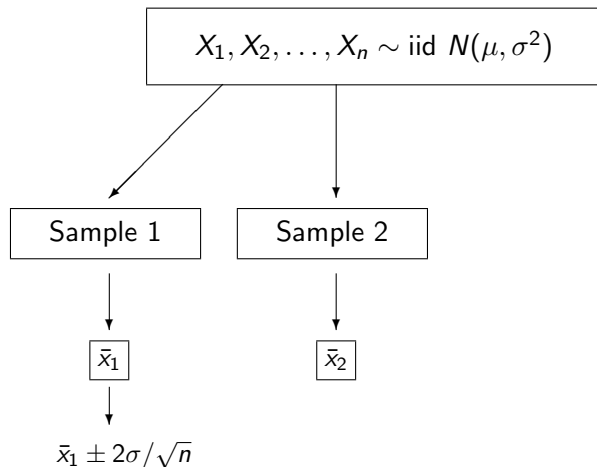 X₁, X₂, . . . , Xₙ ∼ iid N(μ, σ²)
Sample 1 Sample 2
x̄₁ x̄₂
x̄₁ ± 2σ/√n